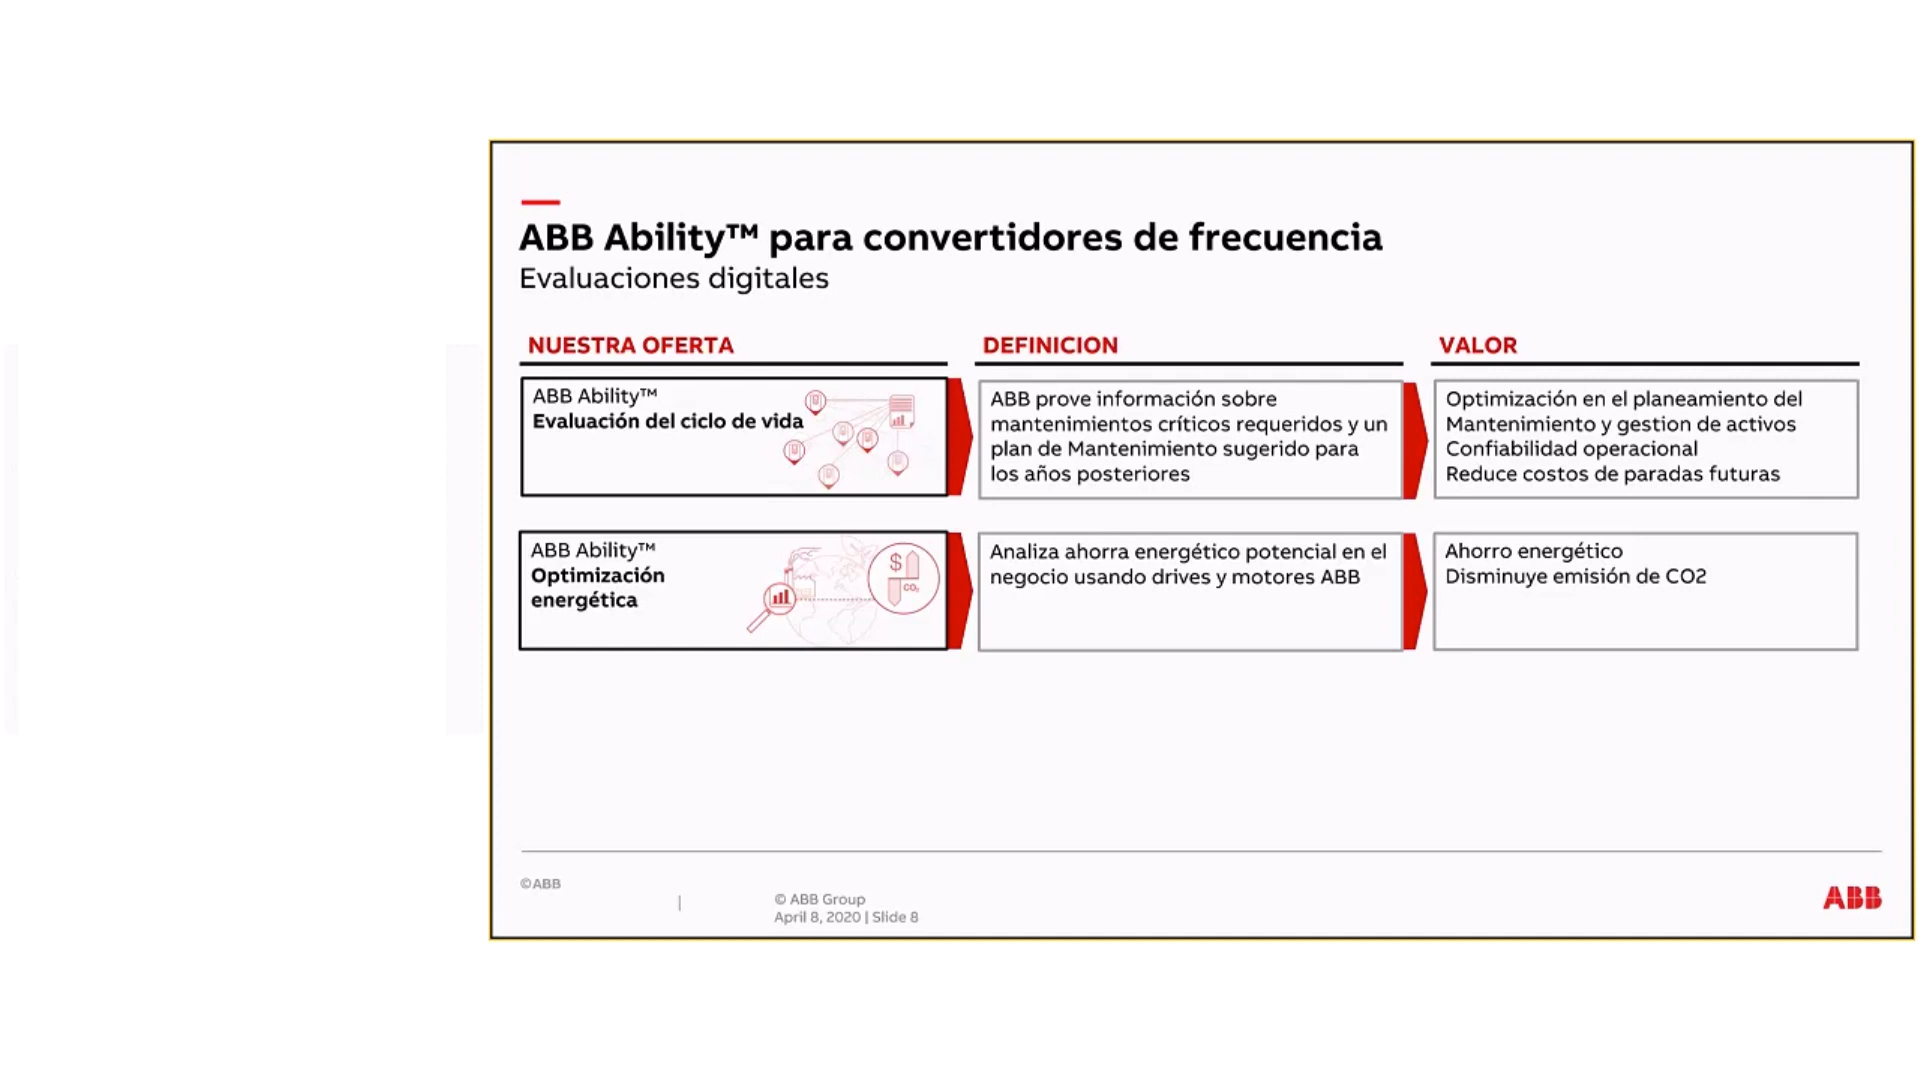 ABB Ability™ para convertidores de frecuencia
Evaluaciones digitales
NUESTRA OFERTA
DEFINICION
VALOR
ABB Ability™
Evaluación del ciclo de vida
ABB prove información sobre
mantenimientos críticos requeridos y un
plan de Mantenimiento sugerido para
los años posteriores
Optimización en el planeamiento del
Mantenimiento y gestion de activos
Confiabilidad operacional
Reduce costos de paradas futuras
ABB Ability™
Optimización
energética
$
CO₂
Analiza ahorra energético potencial en el
negocio usando drives y motores ABB
Ahorro energético
Disminuye emisión de CO2
©ABB
|
© ABB Group
April 8, 2020 | Slide 8
ABB